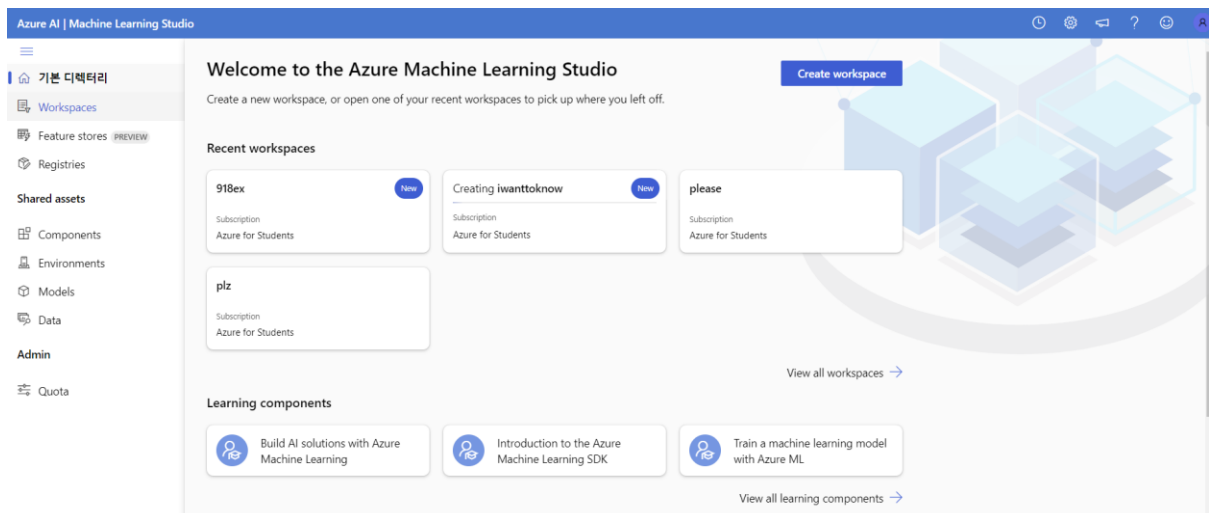 Azure AI | Machine Learning Studio
기본 디렉터리
Workspaces
Feature stores PREVIEW
Registries
Shared assets
Components
Environments
Models
Data
Admin
Quota
Welcome to the Azure Machine Learning Studio
Create workspace
Create a new workspace, or open one of your recent workspaces to pick up where you left off.
Recent workspaces
918ex
New
Subscription
Azure for Students
Creating iwanttoknow
New
Subscription
Azure for Students
please
Subscription
Azure for Students
plz
Subscription
Azure for Students
View all workspaces
Learning components
Build AI solutions with Azure
Machine Learning
Introduction to the Azure
Machine Learning SDK
Train a machine learning model
with Azure ML
View all learning components